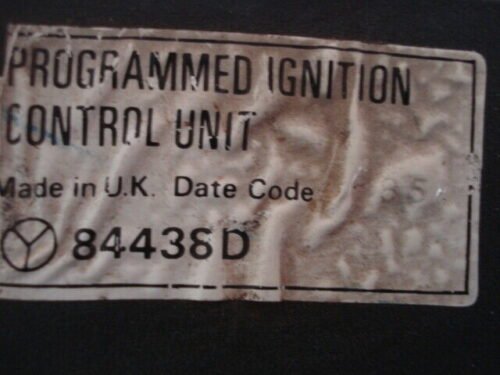 PROGRAMMED IGNITION
CONTROL UNIT
Made in U.K. Date Code
84438D